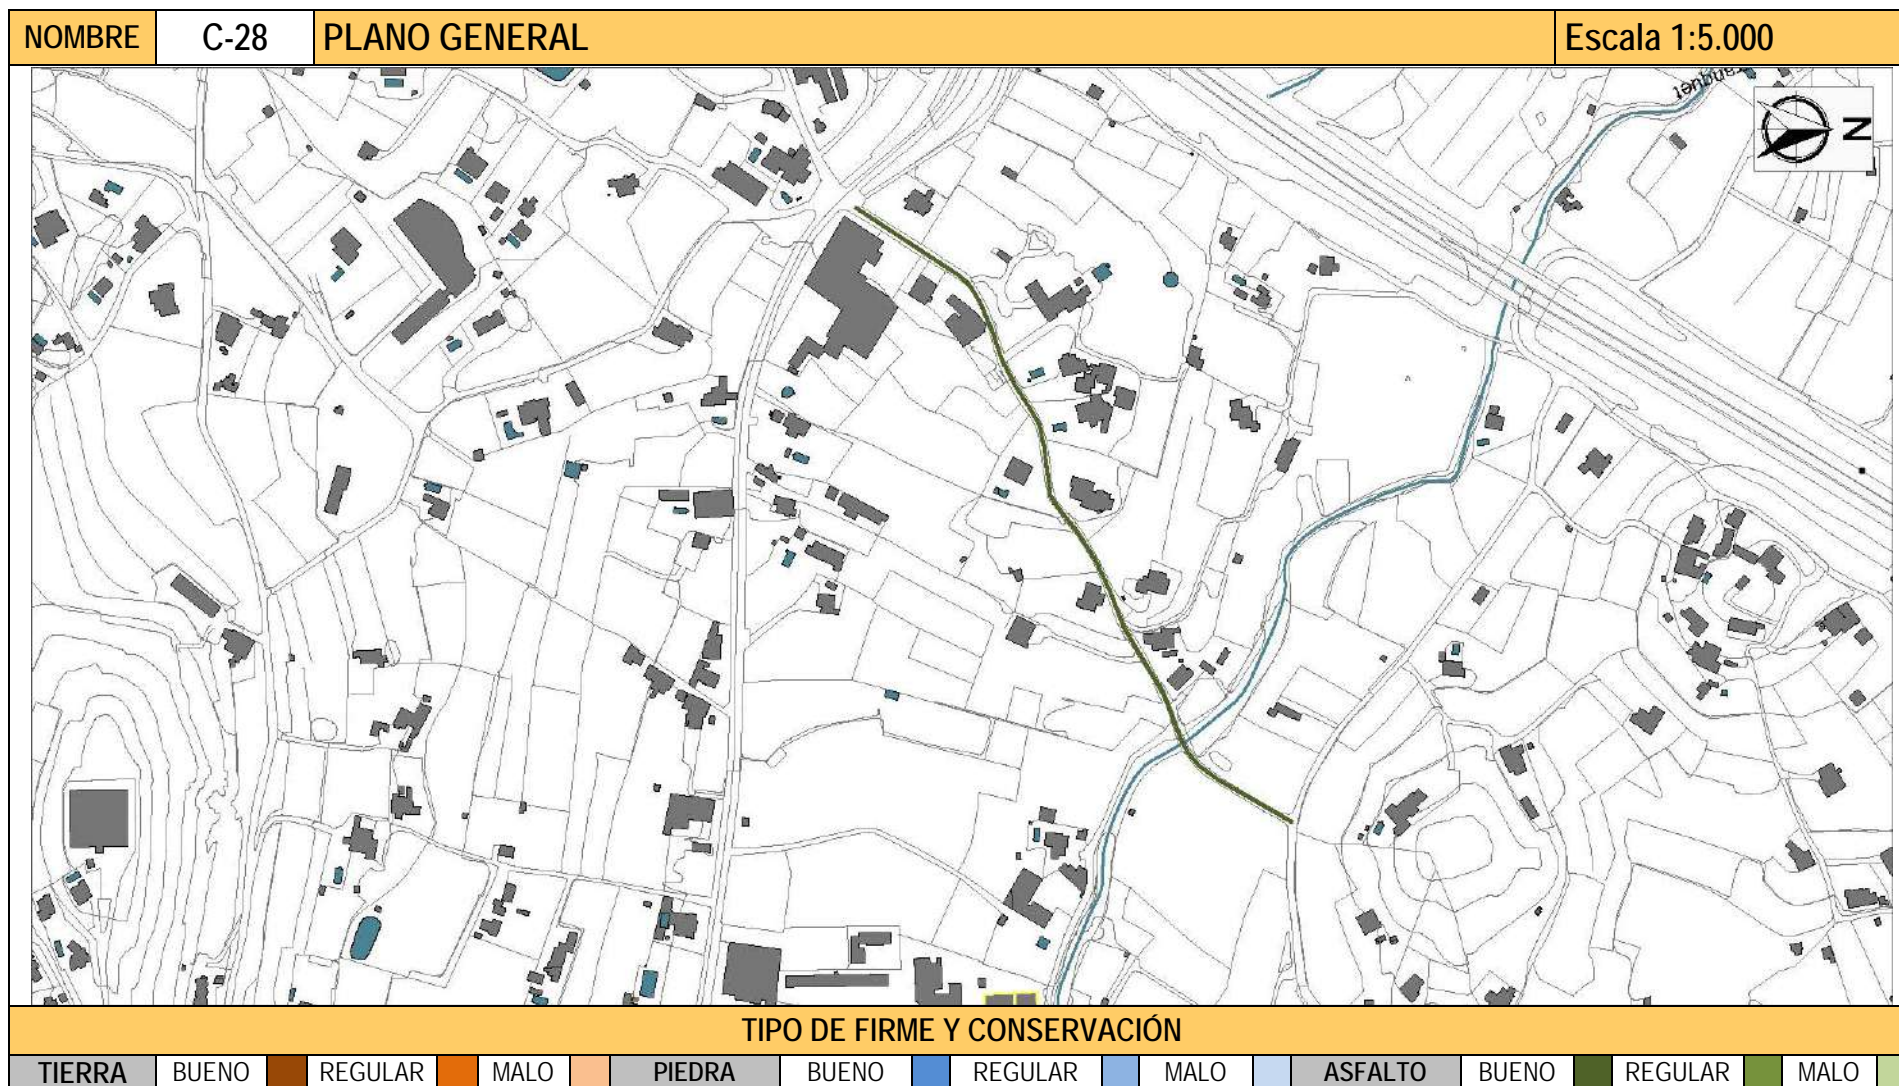 NOMBRE C-28 PLANO GENERAL Escala 1:5.000
ranquet
N
TIPO DE FIRME Y CONSERVACIÓN
TIERRA BUENO REGULAR MALO PIEDRA BUENO REGULAR MALO ASFALTO BUENO REGULAR MALO